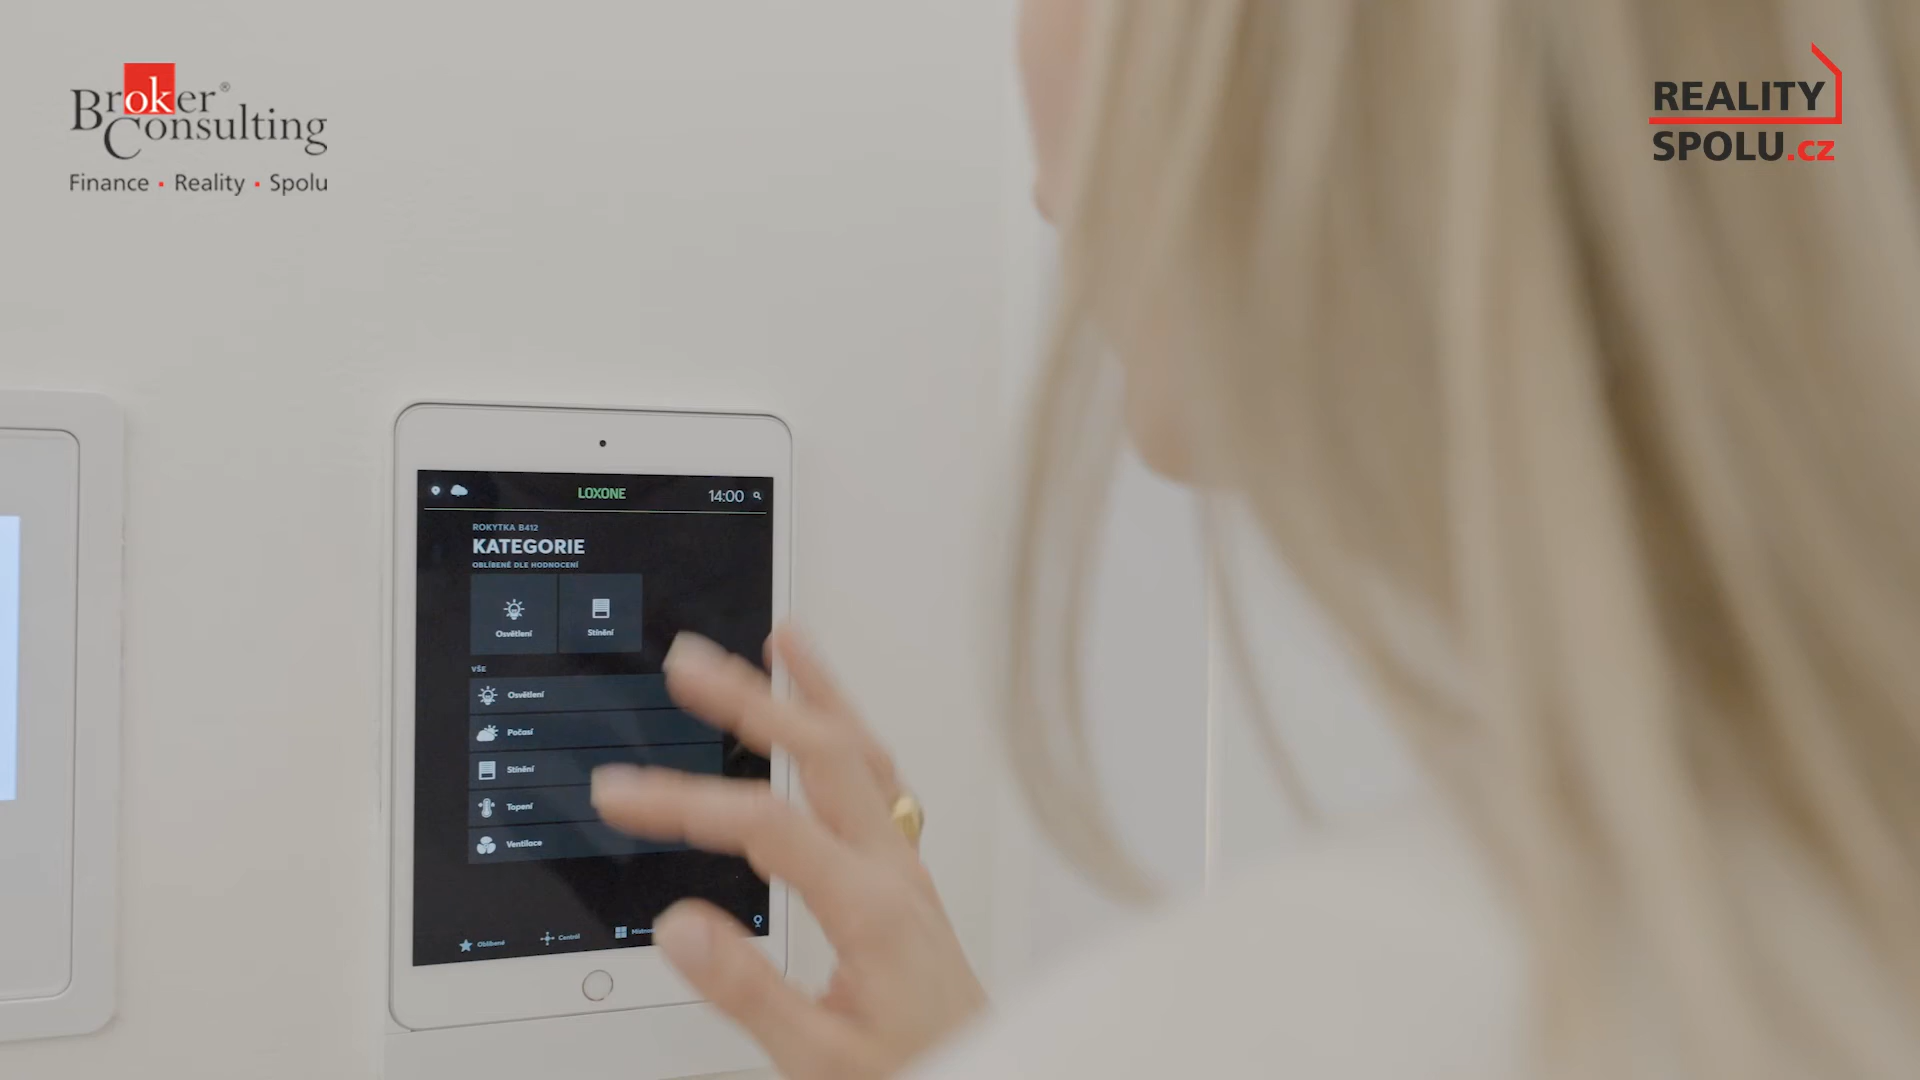 Broker®
Consulting
Finance • Reality • Spolu
REALITY
SPOLU.cz
LOXONE
14:00
ROKYTKA B412
KATEGORIE
OBLÍBENÉ DLE HODNOCENÍ
Osvětlení
Stínění
VŠE
Osvětlení
Počasí
Stínění
Topení
Ventilace
Oblíbené
Centrál